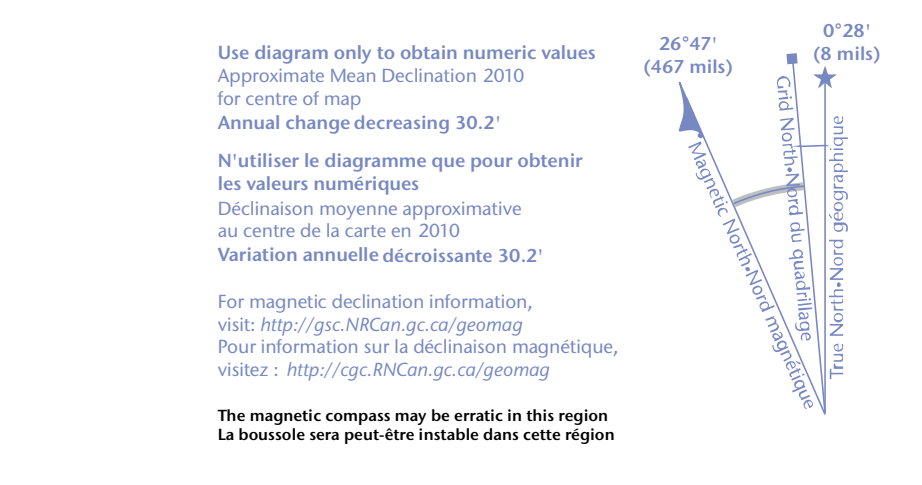 Use diagram only to obtain numeric values
Approximate Mean Declination 2010
for centre of map
Annual change decreasing 30.2'
N'utiliser le diagramme que pour obtenir
les valeurs numériques
Déclinaison moyenne approximative
au centre de la carte en 2010
Variation annuelle décroissante 30.2'
For magnetic declination information,
visit: http://gsc.NRCan.gc.ca/geomag
Pour information sur la déclinaison magnétique,
visitez : http://cgc.RNCan.gc.ca/geomag
The magnetic compass may be erratic in this region
La boussole sera peut-être instable dans cette région
26°47'
(467 mils)
0°28'
(8 mils)
Magnetic North•Nord magnétique
Grid North•Nord du quadrillage
True North•Nord géographique